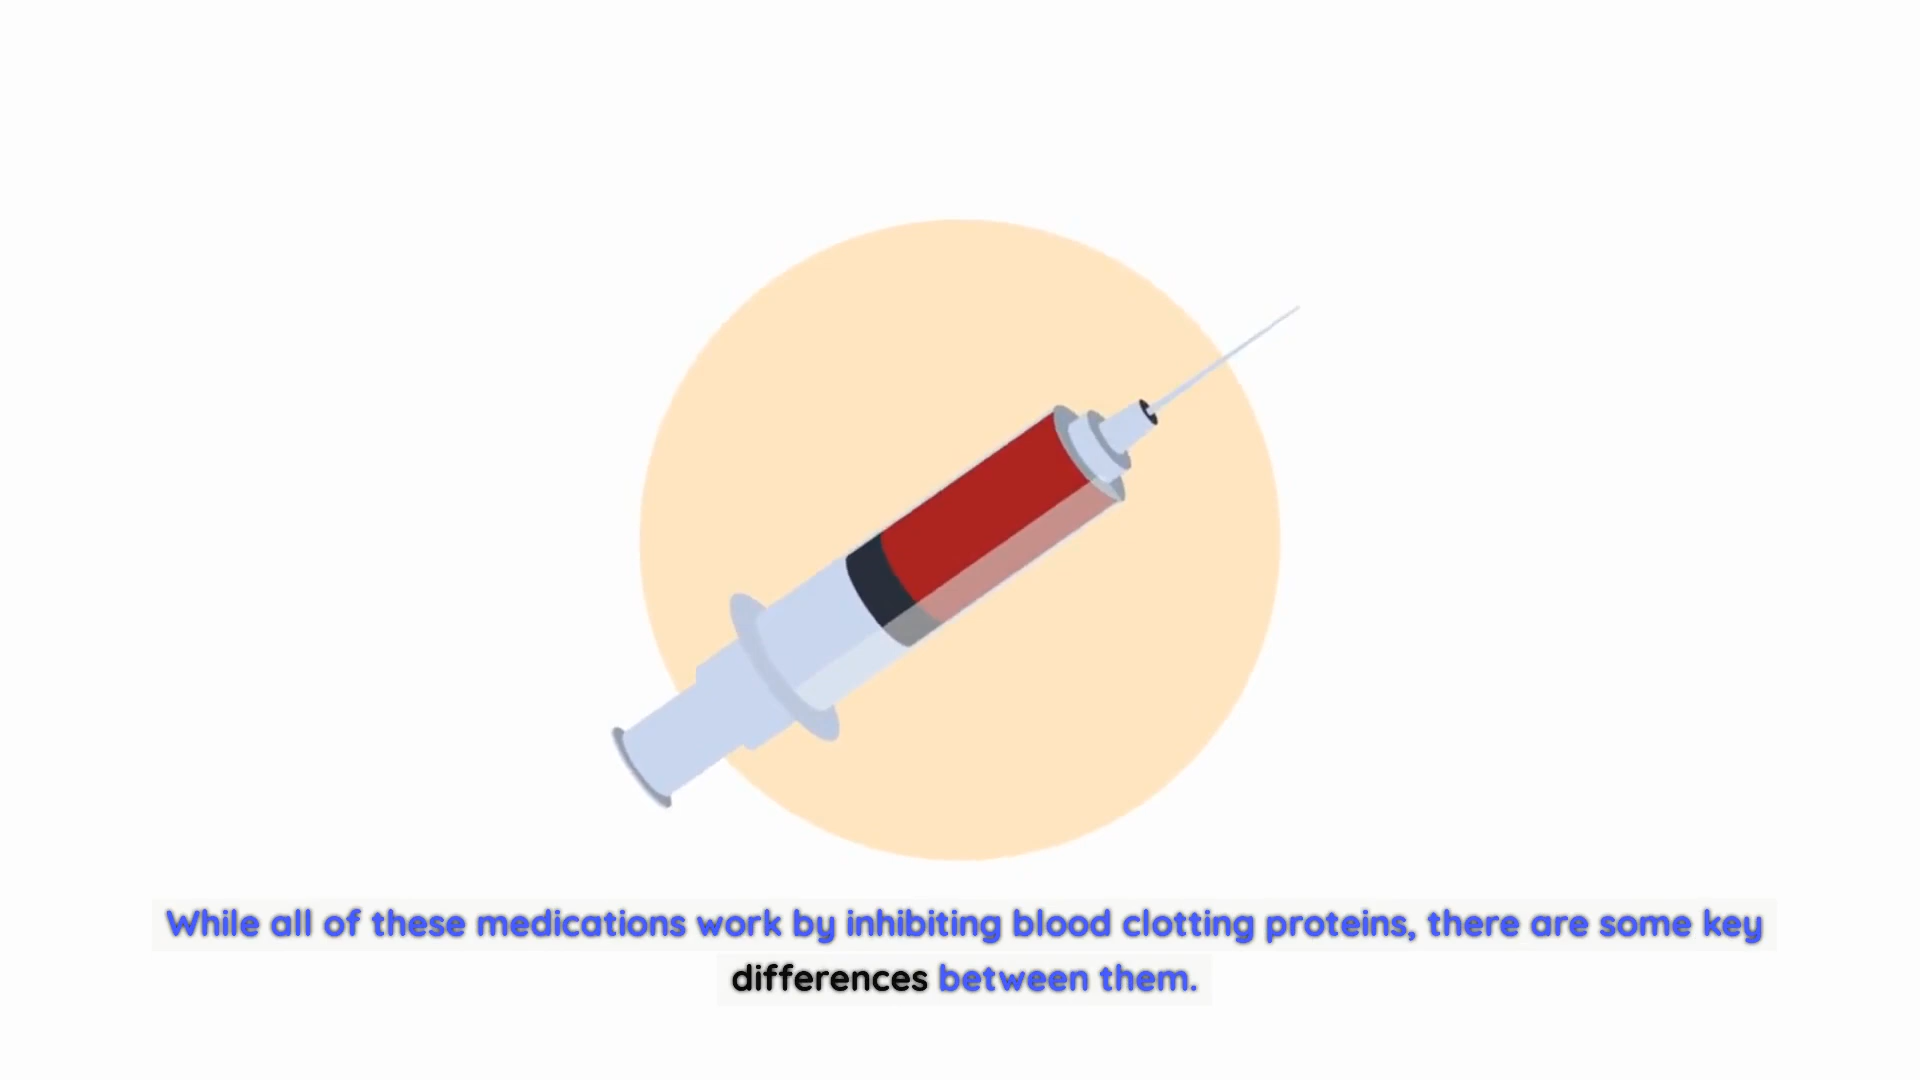 While all of these medications work by inhibiting blood clotting proteins, there are some key
differences between them.